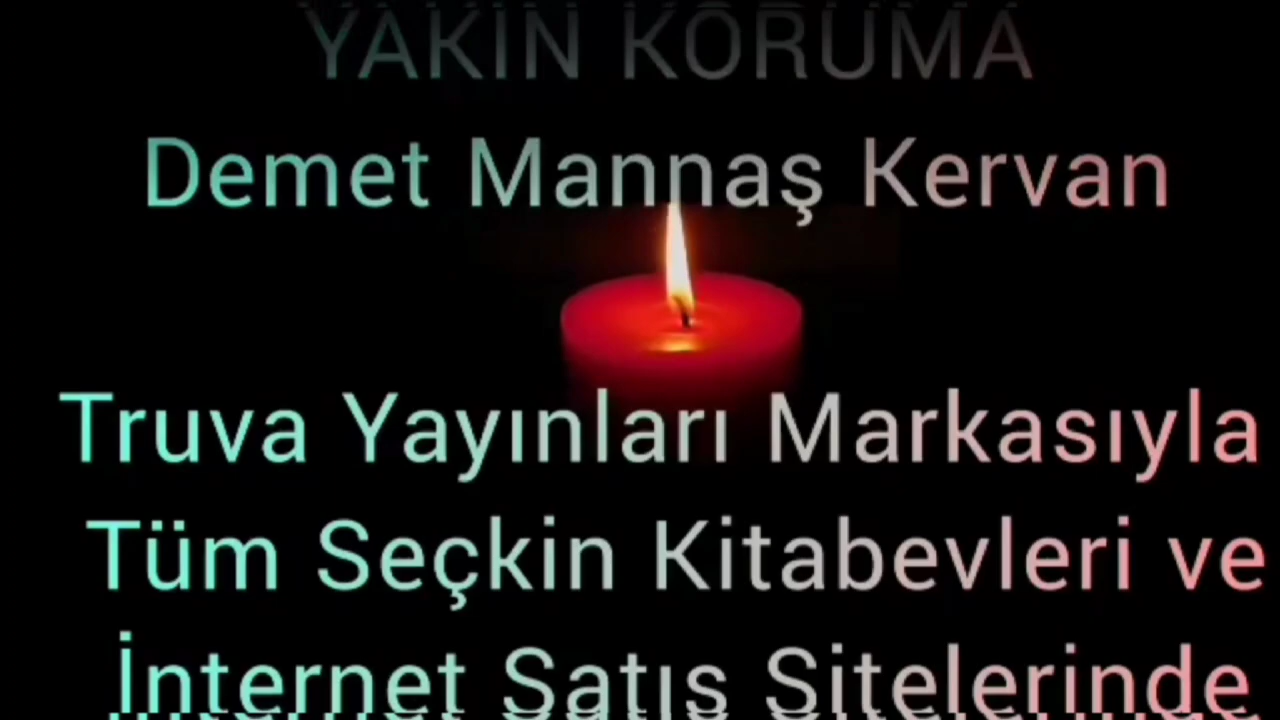 YAKIN KORUMA
Demet Mannaş Kervan
Truva Yayınları Markasıyla
Tüm Seçkin Kitabevleri ve
İnternet Satış Sitelerinde